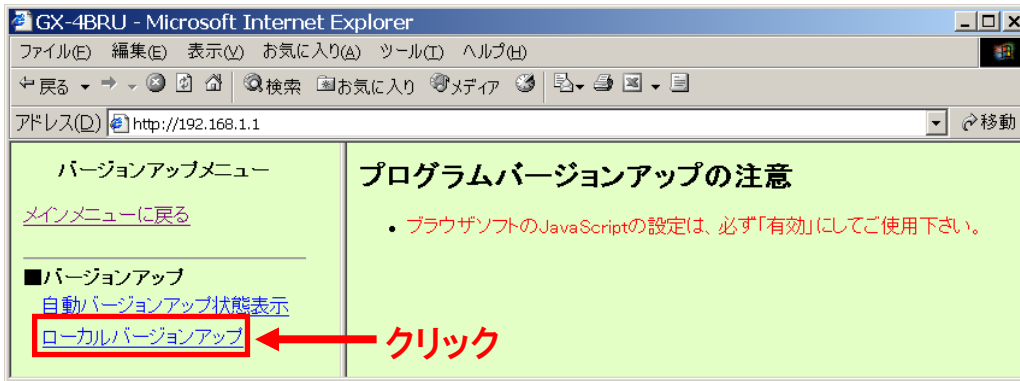 GX-4BRU - Microsoft Internet Explorer
ファイル(F) 編集(E) 表示(V) お気に入り(A) ツール(T) ヘルプ(H)
戻る 検索 お気に入り メディア
アドレス(D) http://192.168.1.1 移動
バージョンアップメニュー
メインメニューに戻る
■バージョンアップ
自動バージョンアップ状態表示
ローカルバージョンアップ
プログラムバージョンアップの注意
• ブラウザソフトのJavaScriptの設定は、必ず「有効」にしてご使用下さい。
クリック